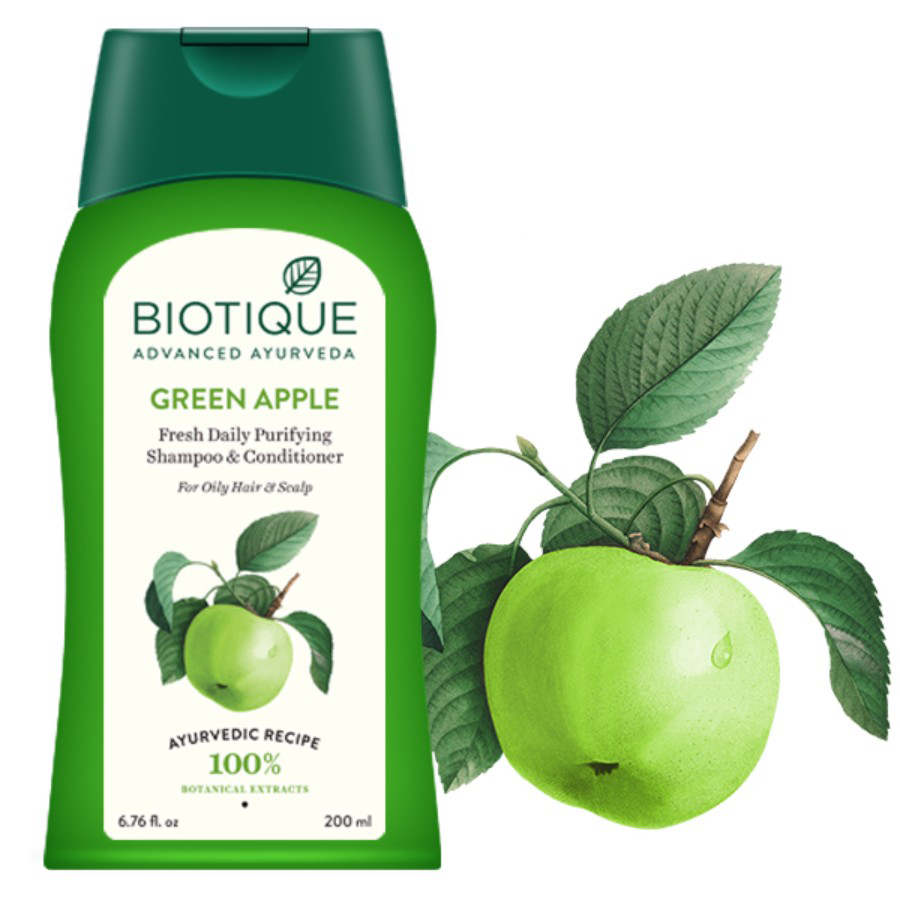 BIOTIQUE
ADVANCED AYURVEDA
GREEN APPLE
Fresh Daily Purifying
Shampoo & Conditioner
For Oily Hair & Scalp
AYURVEDIC RECIPE
100%
BOTANICAL EXTRACTS
6.76 fl. oz 200 ml